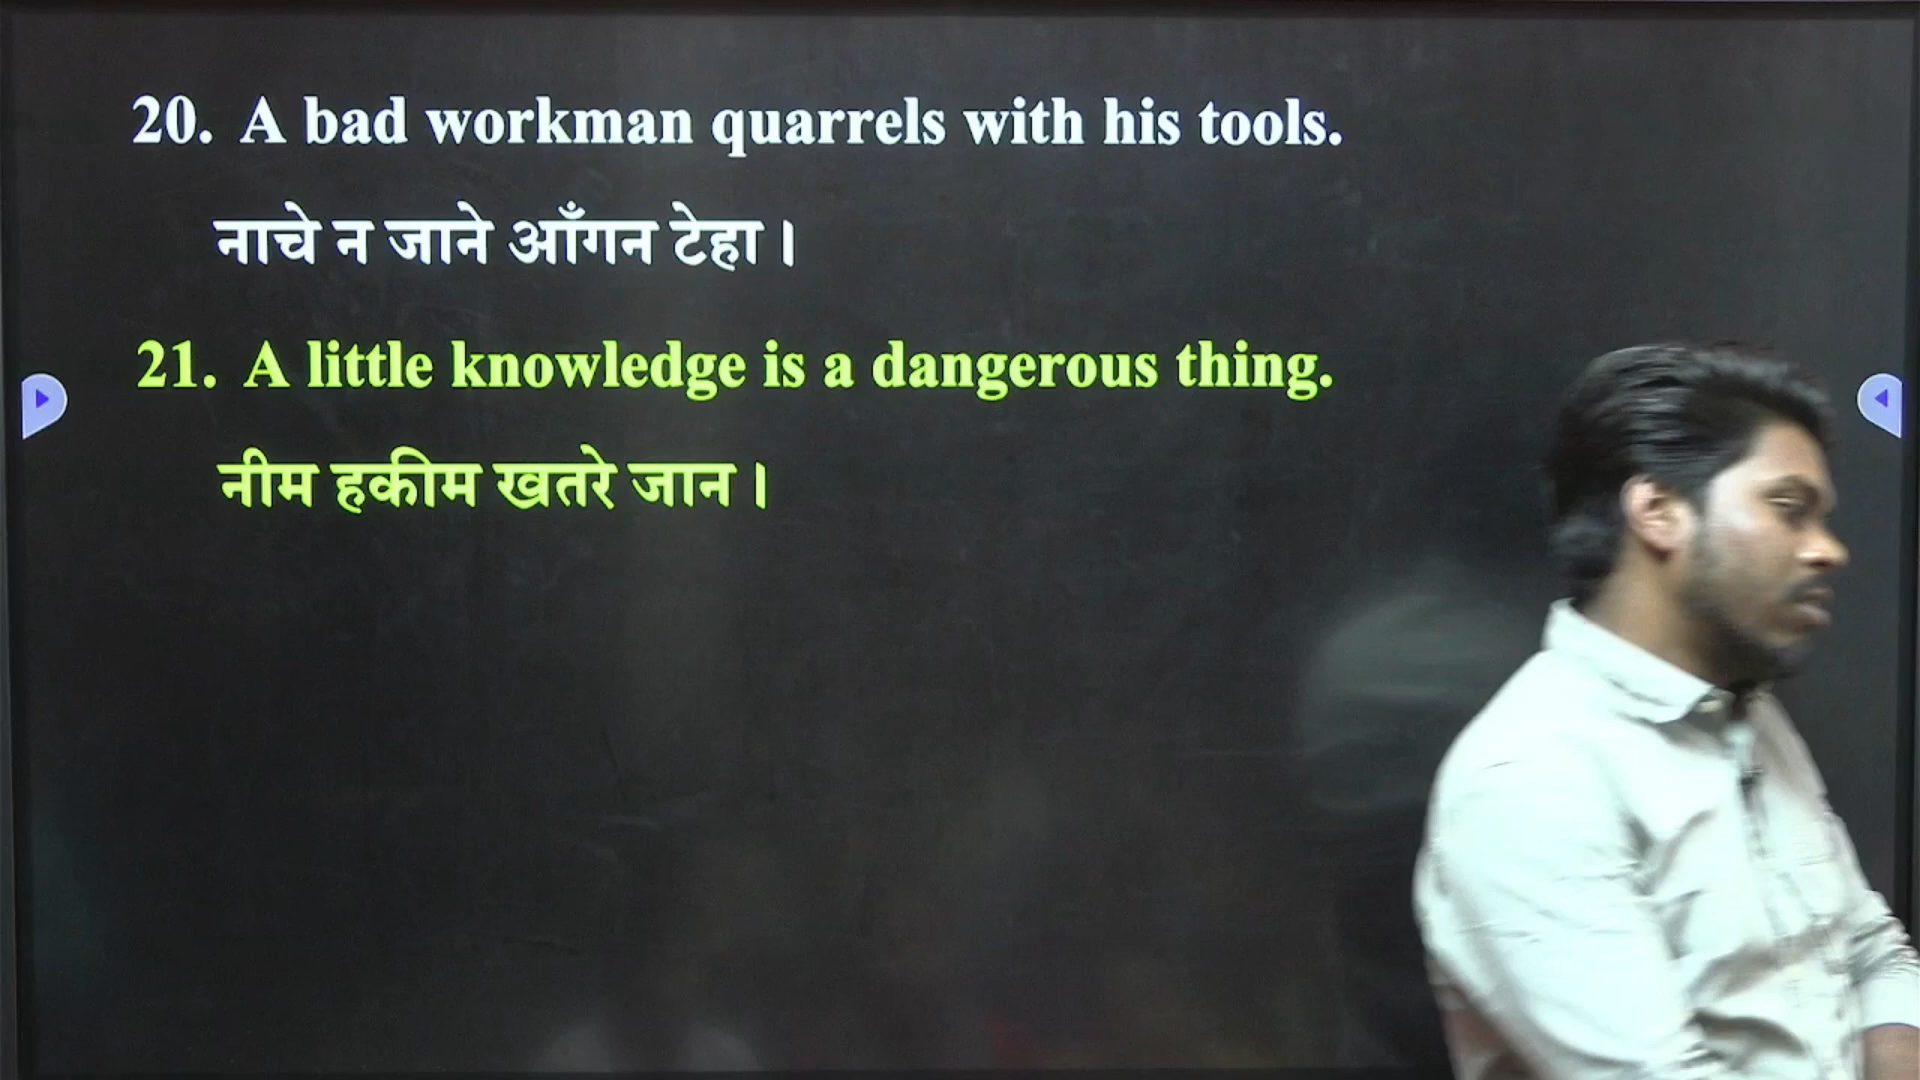 20. A bad workman quarrels with his tools.
नाचे न जाने आँगन टेहा।
21. A little knowledge is a dangerous thing.
नीम हकीम खतरे जान।